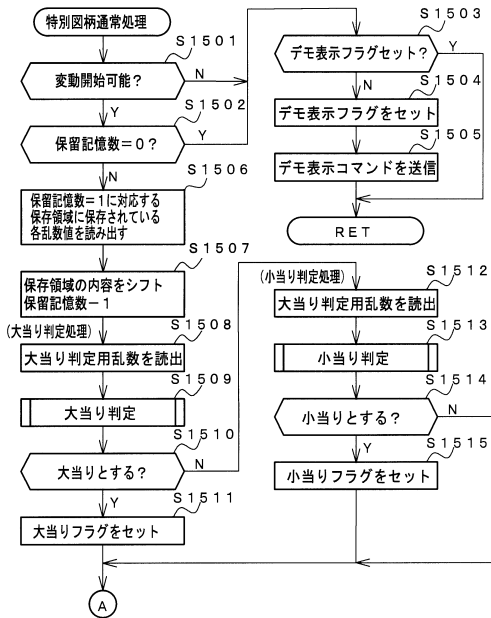 特別図柄通常処理
S1501
変動開始可能？
N
Y
S1502
保留記憶数＝0？
Y
N
S1506
保留記憶数＝1に対応する
保存領域に保存されている
各乱数値を読み出す
S1507
保存領域の内容をシフト
保留記憶数－1
(大当り判定処理)
S1508
大当り判定用乱数を読出
S1509
大当り判定
S1510
大当りとする？
N
Y
S1511
大当りフラグをセット
A
S1503
デモ表示フラグセット？
Y
N
S1504
デモ表示フラグをセット
S1505
デモ表示コマンドを送信
RET
(小当り判定処理)
S1512
大当り判定用乱数を読出
S1513
小当り判定
S1514
小当りとする？
N
Y
S1515
小当りフラグをセット